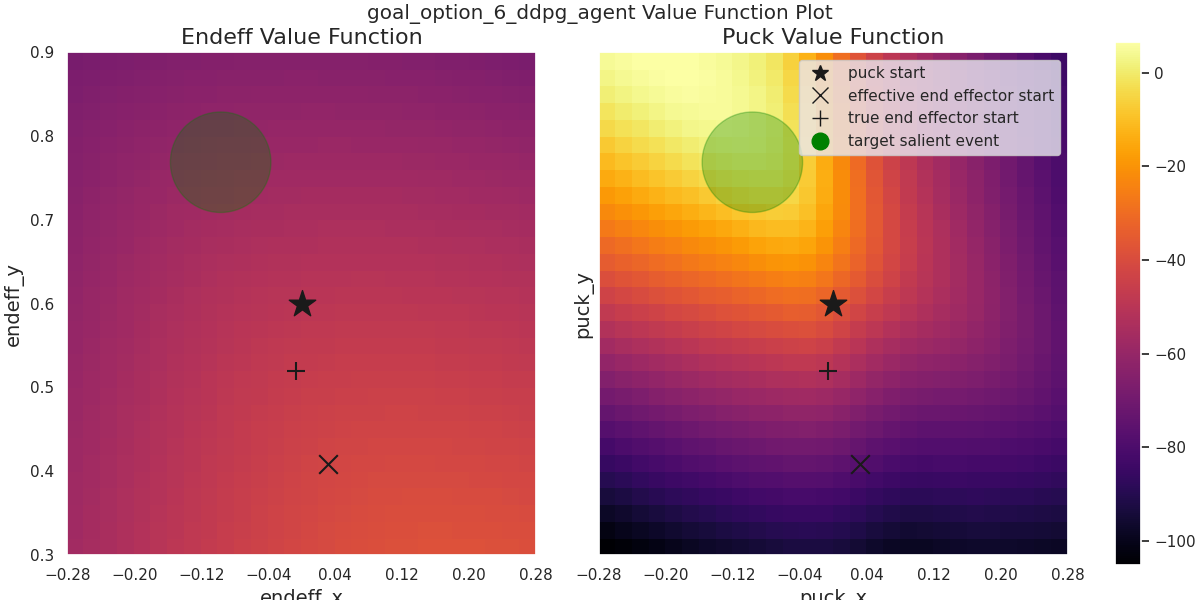 goal_option_6_ddpg_agent Value Function Plot
Endeff Value Function
Puck Value Function
0.9
0.8
0.7
0.6
0.5
0.4
0.3
endeff_y
−0.28 −0.20 −0.12 −0.04 0.04 0.12 0.20 0.28
endeff_x
puck_y
puck start
effective end effector start
true end effector start
target salient event
−0.28 −0.20 −0.12 −0.04 0.04 0.12 0.20 0.28
puck_x
0
−20
−40
−60
−80
−100